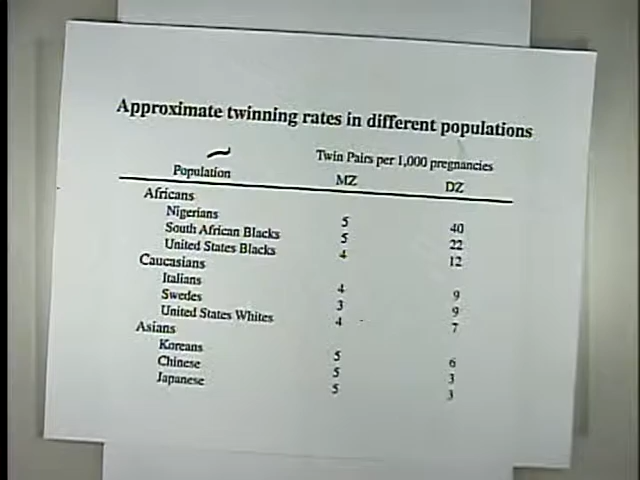 Approximate twinning rates in different populations
Twin Pairs per 1,000 pregnancies
Population MZ DZ
Africans
Nigerians 5 40
South African Blacks 5 22
United States Blacks 4 12
Caucasians
Italians 4 9
Swedes 3 9
United States Whites 4 7
Asians
Koreans 5 6
Chinese 5 3
Japanese 5 3